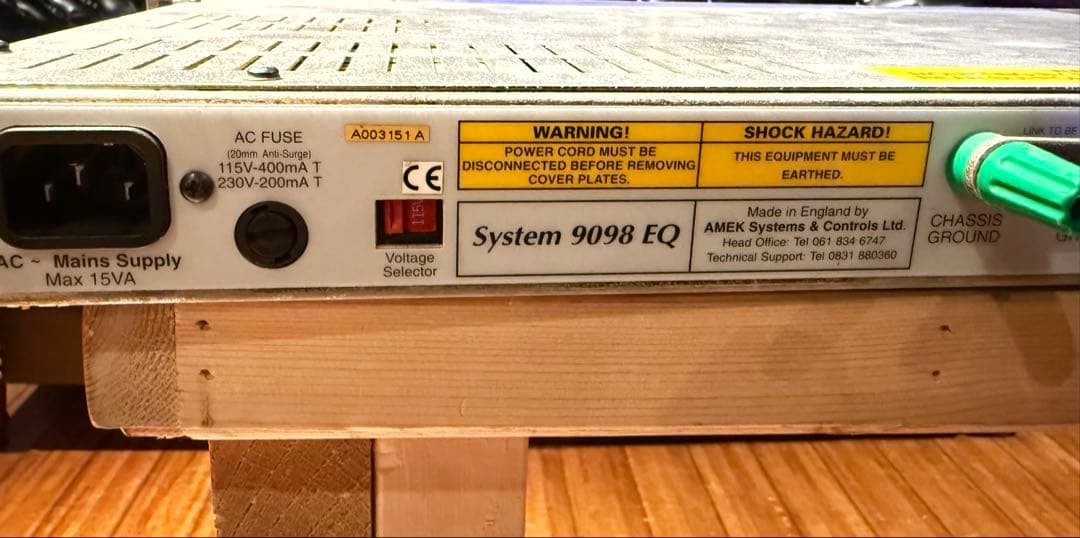 AC FUSE
(20mm Anti-Surge)
115V-400mA T
230V-200mA T
AC ~ Mains Supply
Max 15VA
A003151A
CE
115
Voltage
Selector
WARNING!
POWER CORD MUST BE
DISCONNECTED BEFORE REMOVING
COVER PLATES.
SHOCK HAZARD!
THIS EQUIPMENT MUST BE
EARTHED.
System 9098 EQ
Made in England by
AMEK Systems & Controls Ltd.
Head Office: Tel 061 834 6747
Technical Support: Tel 0831 880360
LINK TO BE
CHASSIS
GROUND